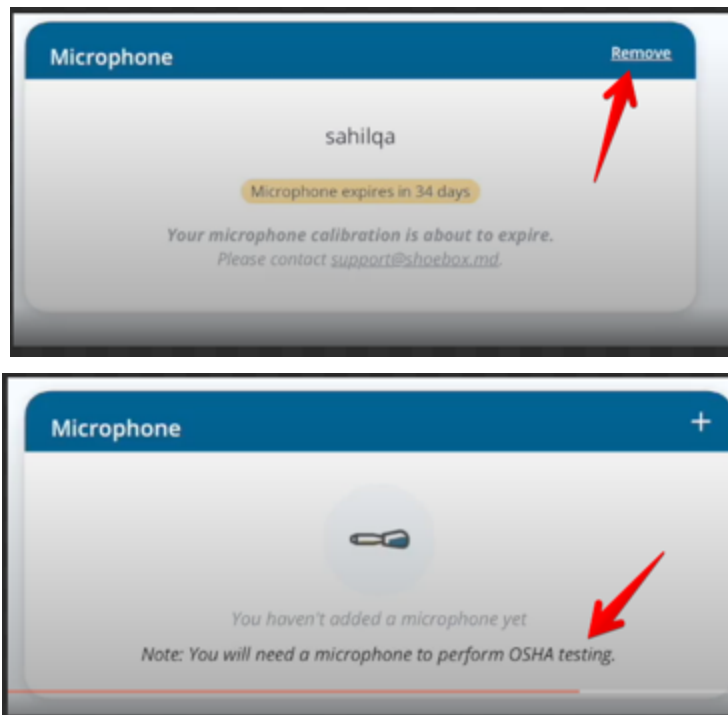 Microphone
Remove
sahilqa
Microphone expires in 34 days
Your microphone calibration is about to expire.
Please contact support@shoebox.md.
Microphone
+
You haven't added a microphone yet
Note: You will need a microphone to perform OSHA testing.